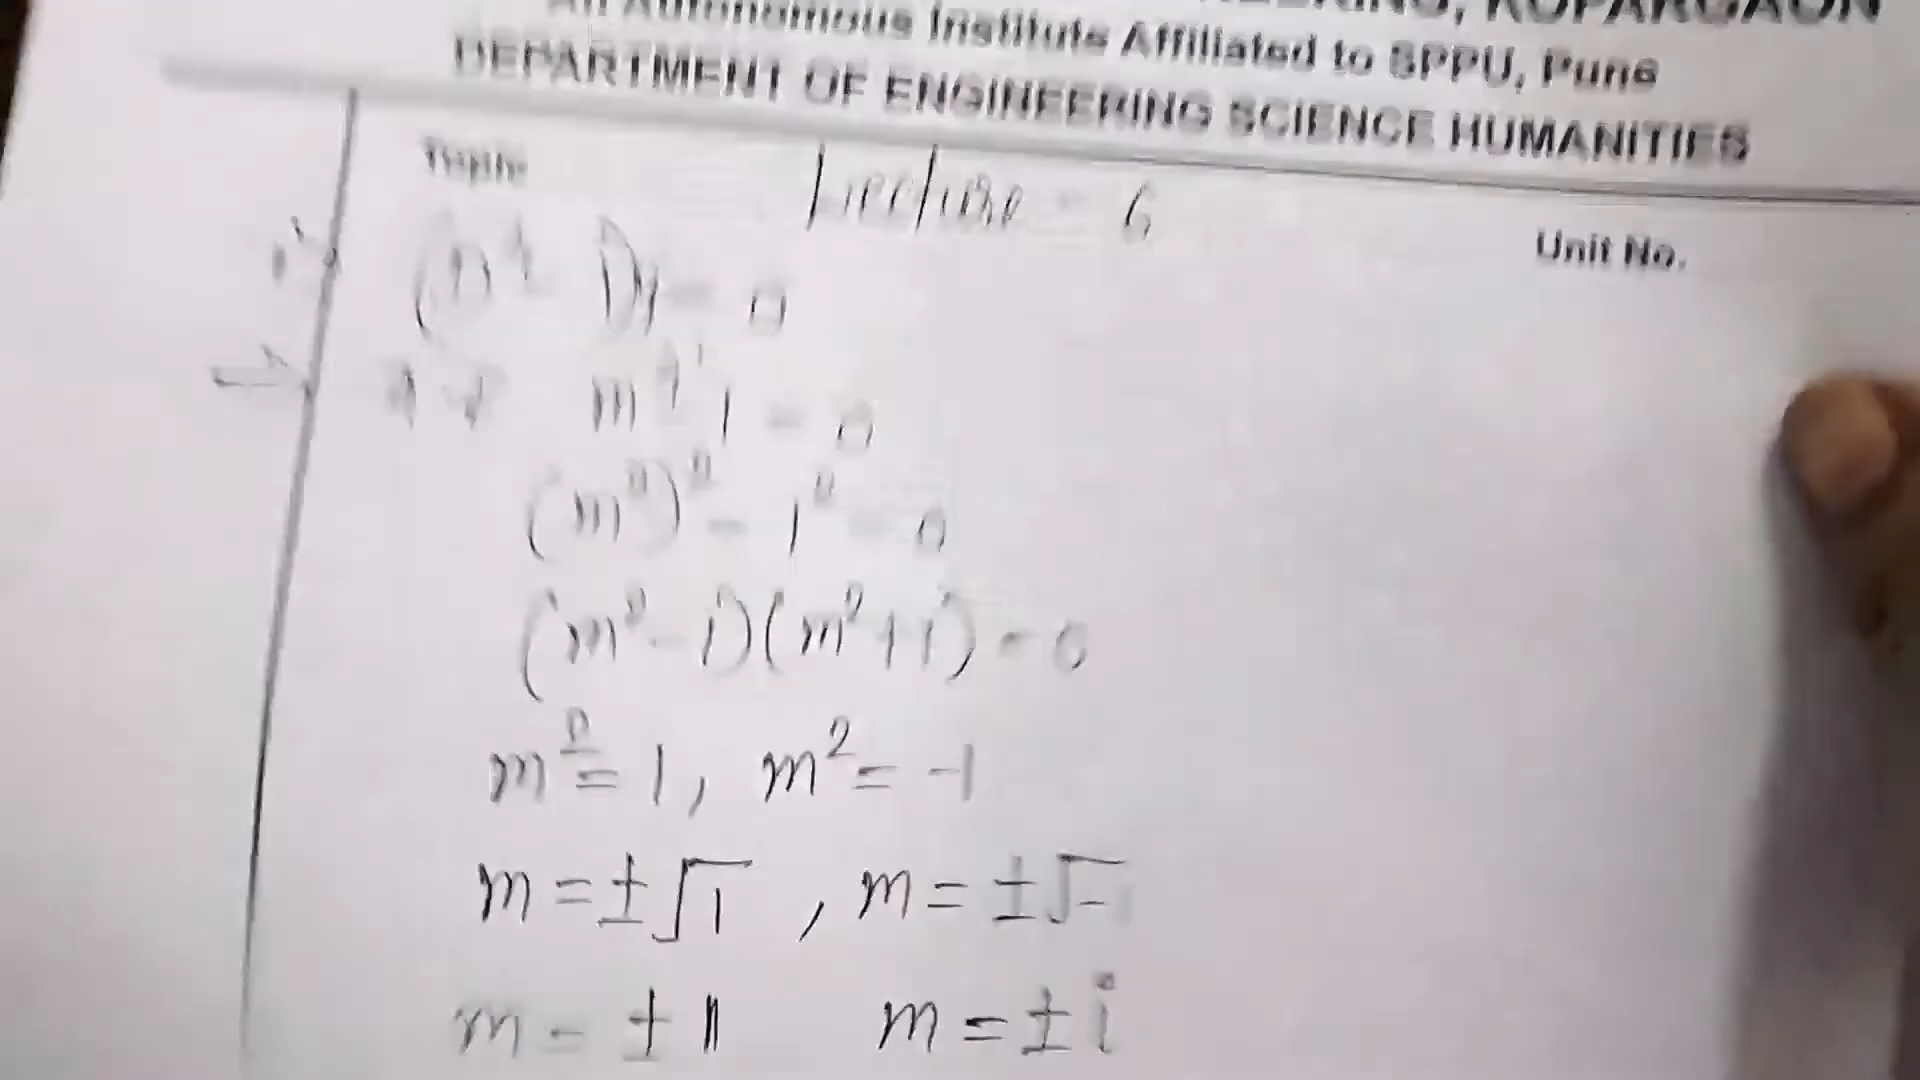 An Autonomous Institute Affiliated to SPPU, Pune
DEPARTMENT OF ENGINEERING SCIENCE HUMANITIES
Topic
Lecture - 6
Unit No.
(D⁴ - 1)y = 0
A.E m⁴ - 1 = 0
(m²)² - 1² = 0
(m² - 1)(m² + 1) = 0
m² = 1, m² = -1
m = ±√1 , m = ±√-1
m = ± 1 m = ± i